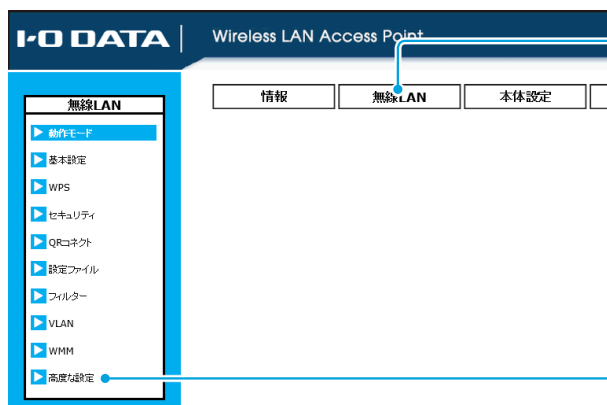 I-O DATA
Wireless LAN Access Point
情報
無線LAN
本体設定
無線LAN
動作モード
基本設定
WPS
セキュリティ
QRコネクト
設定ファイル
フィルター
VLAN
WMM
高度な設定